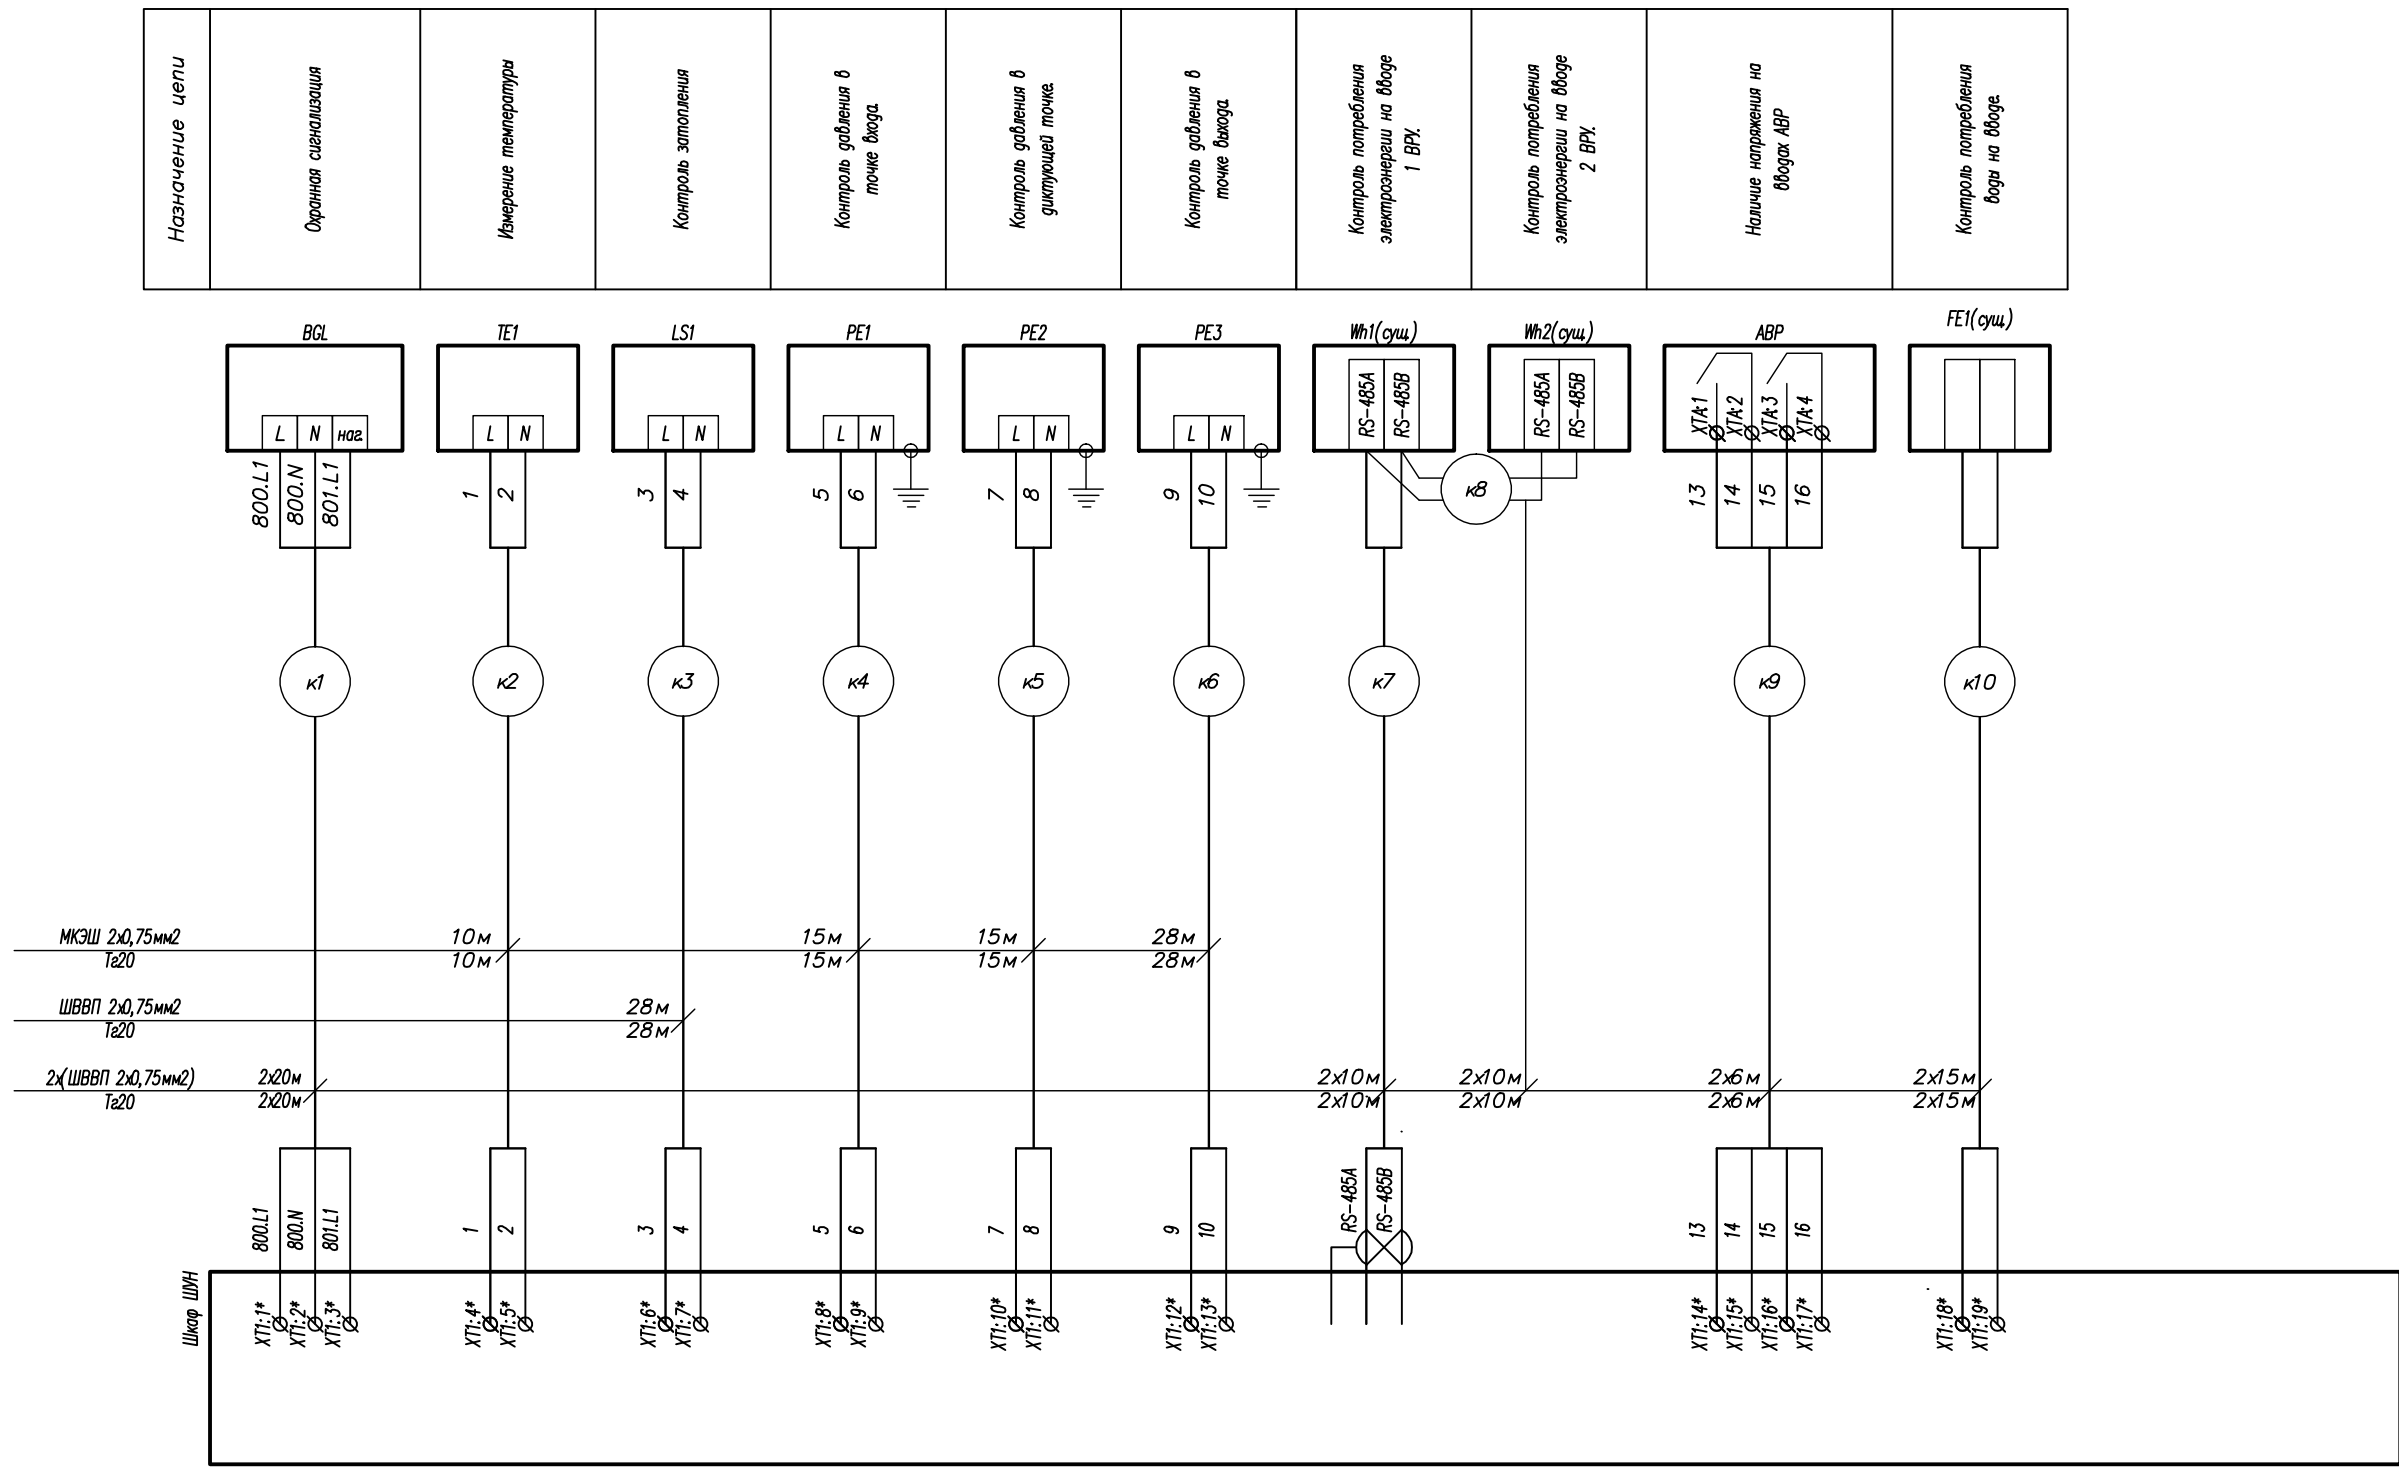 Назначение цепи
Охранная сигнализация
Измерение температуры
Контроль затопления
Контроль давления в
точке входа.
Контроль давления в
диктующей точке.
Контроль давления в
точке выхода.
Контроль потребления
электроэнергии на вводе
1 ВРУ.
Контроль потребления
электроэнергии на вводе
2 ВРУ.
Наличие напряжения на
вводах АВР
Контроль потребления
воды на вводе.
BGL
TE1
LS1
PE1
PE2
PE3
Wh1(сущ.)
Wh2(сущ.)
АВР
FE1(сущ.)
L N наг.
L N
L N
L N
L N
L N
RS-485A
RS-485B
RS-485A
RS-485B
XTA:1
XTA:2
XTA:3
XTA:4
800.L1
800.N
801.L1
1
2
3
4
5
6
7
8
9
10
к8
13
14
15
16
к1
к2
к3
к4
к5
к6
к7
к9
к10
МКЭШ 2х0,75мм2
Тг20
10м
10м
15м
15м
15м
15м
28м
28м
ШВВП 2х0,75мм2
Тг20
28м
28м
2х(ШВВП 2х0,75мм2)
Тг20
2х20м
2х20м
2х10м
2х10м
2х10м
2х10м
2х6м
2х6м
2х15м
2х15м
800.L1
800.N
801.L1
1
2
3
4
5
6
7
8
9
10
RS-485A
RS-485B
13
14
15
16
Шкаф ШУН
XT1:1*
XT1:2*
XT1:3*
XT1:4*
XT1:5*
XT1:6*
XT1:7*
XT1:8*
XT1:9*
XT1:10*
XT1:11*
XT1:12*
XT1:13*
XT1:14*
XT1:15*
XT1:16*
XT1:17*
XT1:18*
XT1:19*